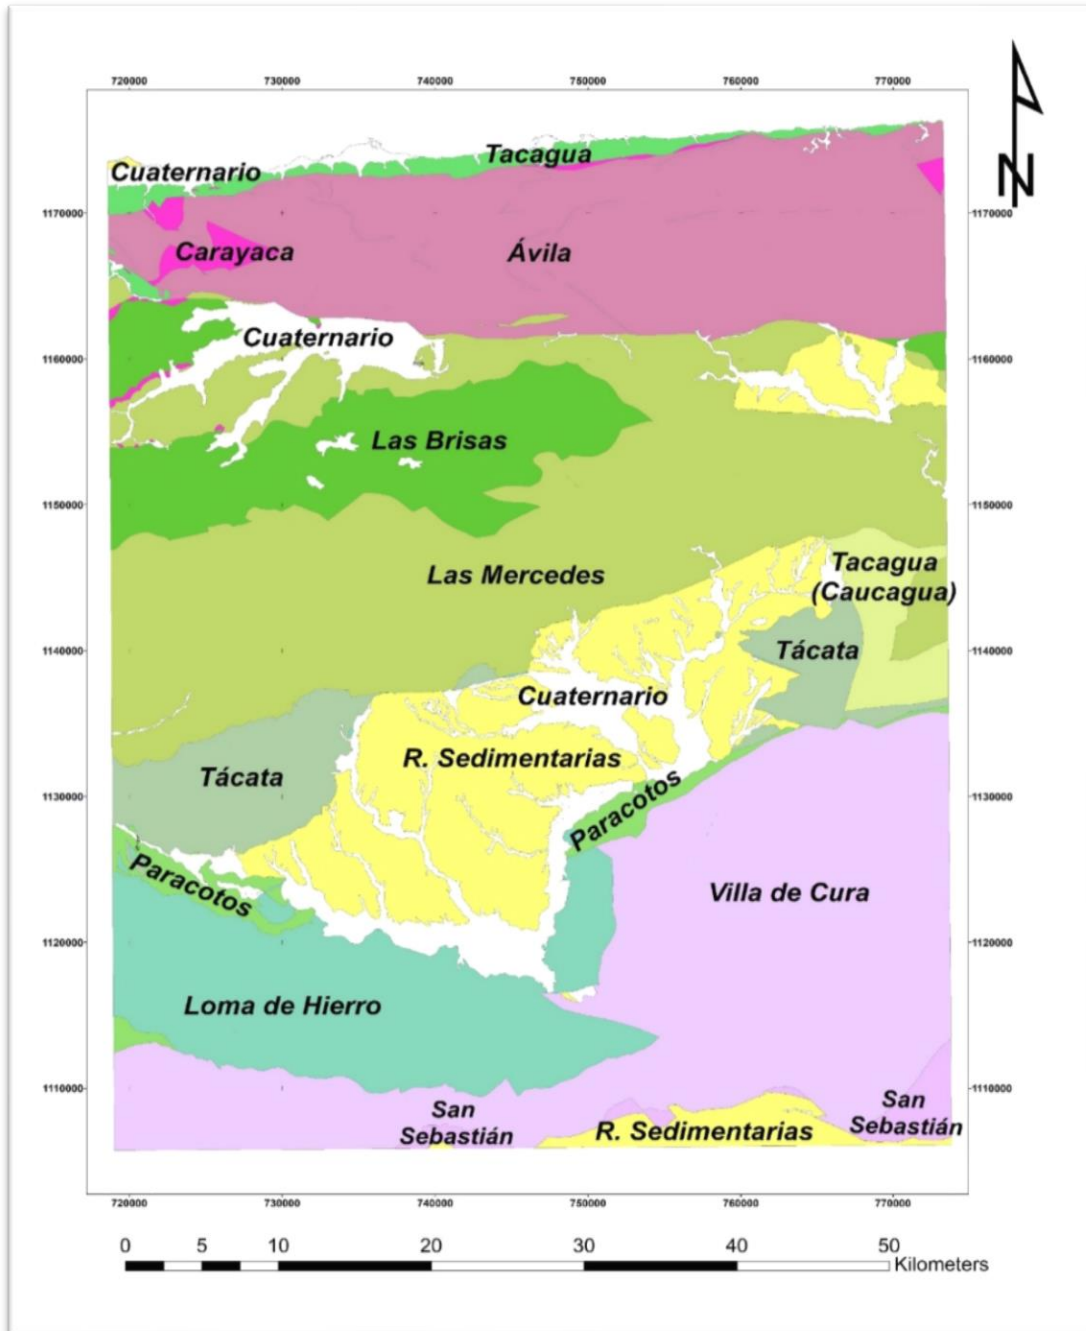 720000 730000 740000 750000 760000 770000
N
Tacagua
Cuaternario
1170000 1170000
Carayaca
Ávila
Cuaternario
1160000 1160000
Las Brisas
1150000 1150000
Tacagua
(Caucagua)
Las Mercedes
1140000 1140000
Tácata
Cuaternario
R. Sedimentarias
Tácata
1130000 1130000
Paracotos
Paracotos
Villa de Cura
1120000 1120000
Loma de Hierro
1110000 1110000
San
Sebastián
R. Sedimentarias
San
Sebastián
720000 730000 740000 750000 760000 770000
0 5 10 20 30 40 50
Kilometers